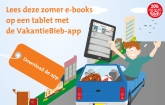 Lees deze zomer e-books
op een tablet met
de VakantieBieb-app
Download de app